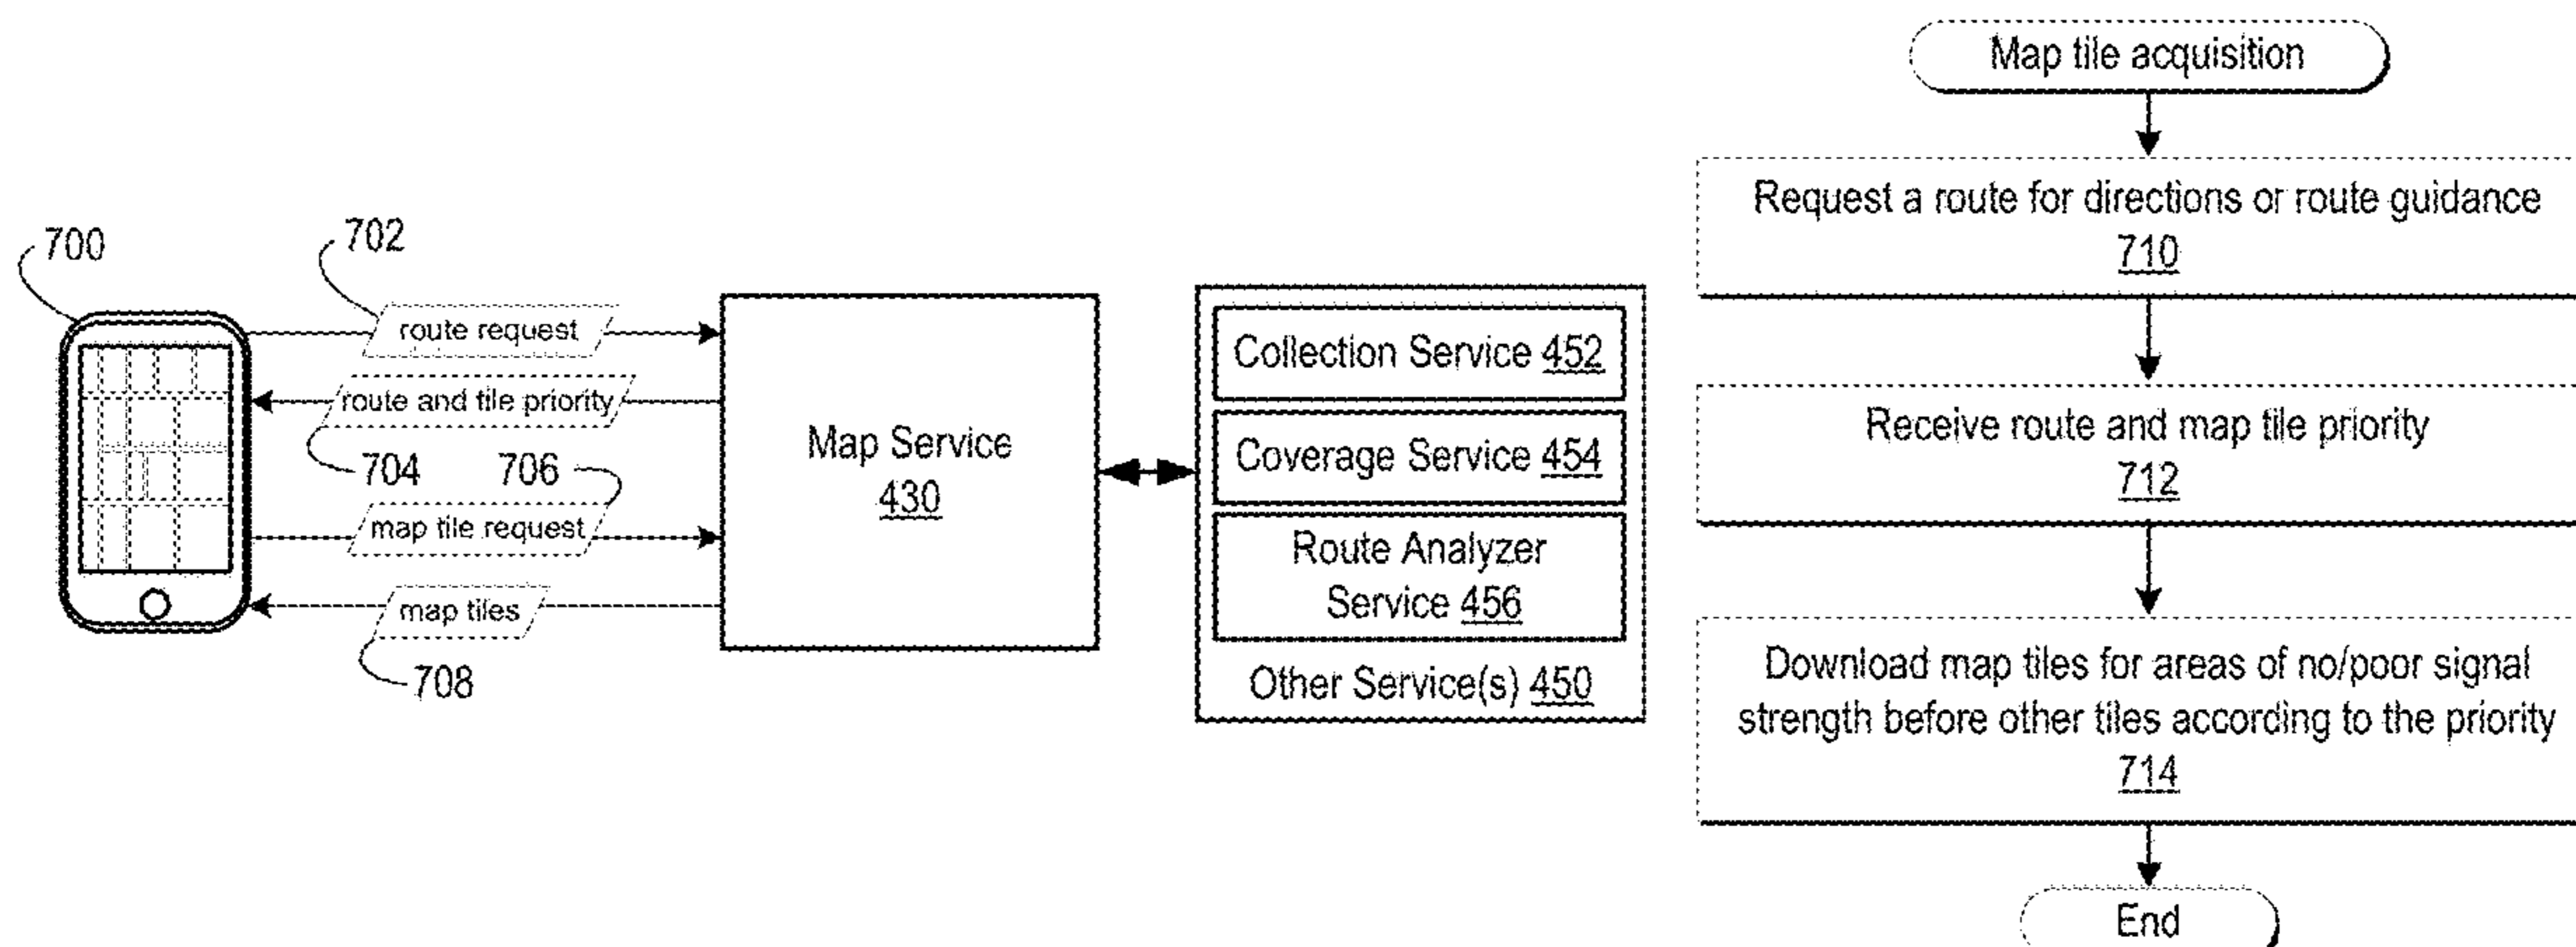 700
702
route request
route and tile priority
704
706
map tile request
map tiles
708
Map Service
430
Collection Service 452
Coverage Service 454
Route Analyzer
Service 456
Other Service(s) 450
Map tile acquisition
Request a route for directions or route guidance
710
Receive route and map tile priority
712
Download map tiles for areas of no/poor signal
strength before other tiles according to the priority
714
End